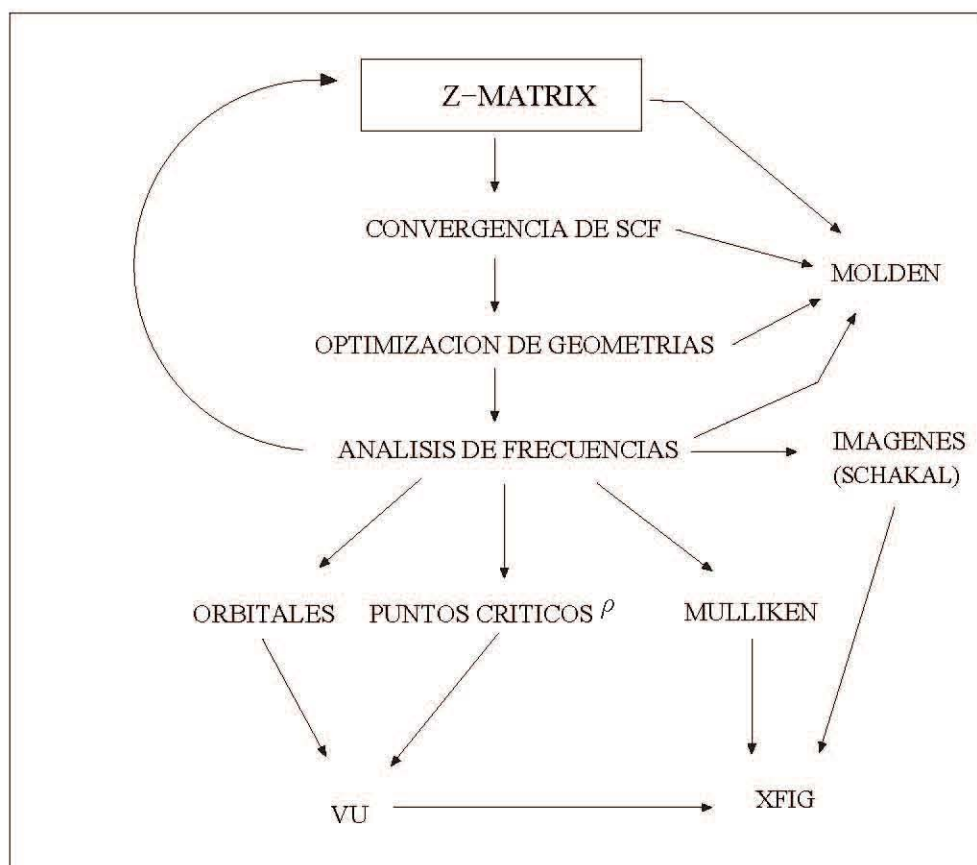 Z-MATRIX
CONVERGENCIA DE SCF
MOLDEN
OPTIMIZACION DE GEOMETRIAS
ANALISIS DE FRECUENCIAS
IMAGENES
(SCHAKAL)
ORBITALES
PUNTOS CRITICOS ρ
MULLIKEN
VU
XFIG